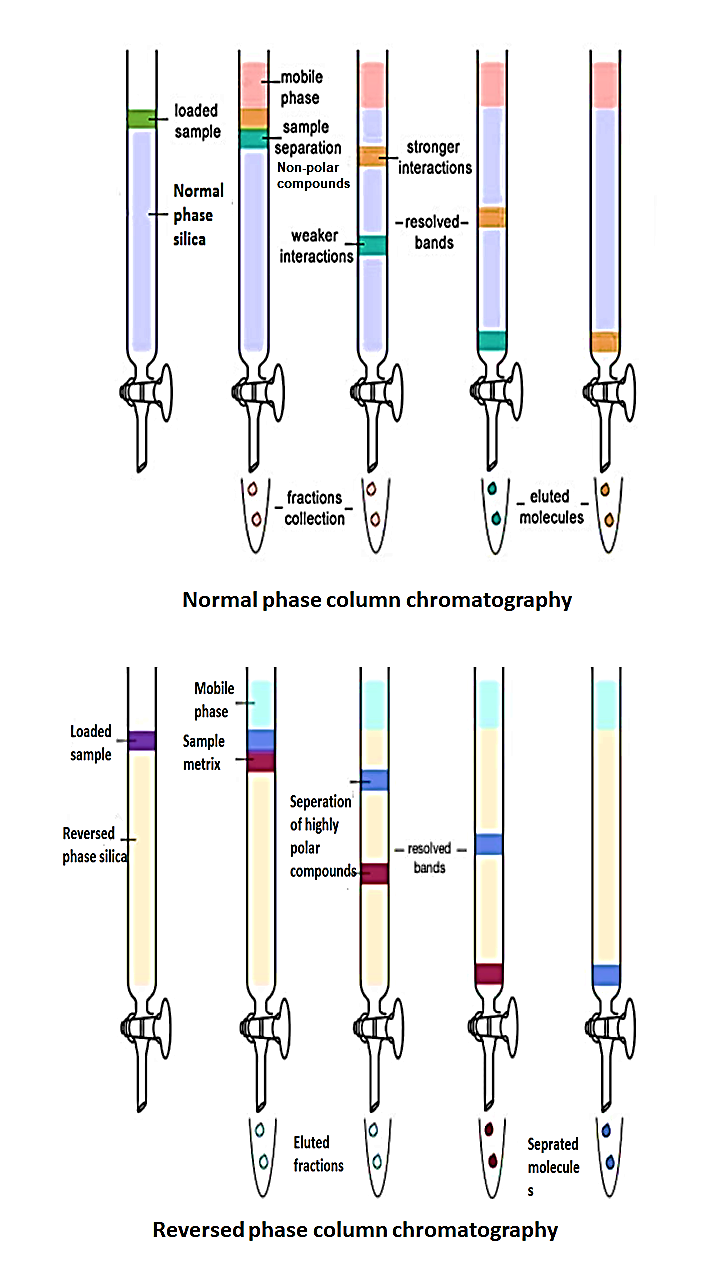 mobile
phase
loaded
sample
sample
separation
Non-polar
compounds
stronger
interactions
Normal
phase
silica
weaker
interactions
resolved
bands
fractions
collection
eluted
molecules
Normal phase column chromatography
Mobile
phase
Loaded
sample
Sample
metrix
Seperation
of highly
polar
compounds
Reversed
phase silica
resolved
bands
Eluted
fractions
Seprated
molecule
s
Reversed phase column chromatography